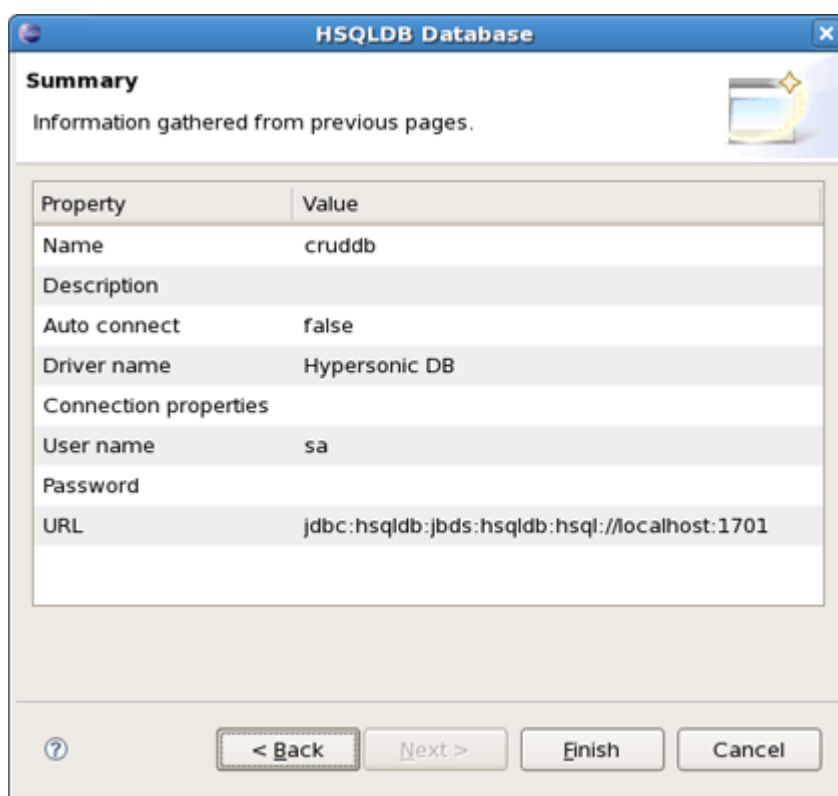 HSQLDB Database
Summary
Information gathered from previous pages.
Property Value
Name cruddb
Description
Auto connect false
Driver name Hypersonic DB
Connection properties
User name sa
Password
URL jdbc:hsqldb:jbds:hsqldb:hsql://localhost:1701
? < Back Next > Finish Cancel